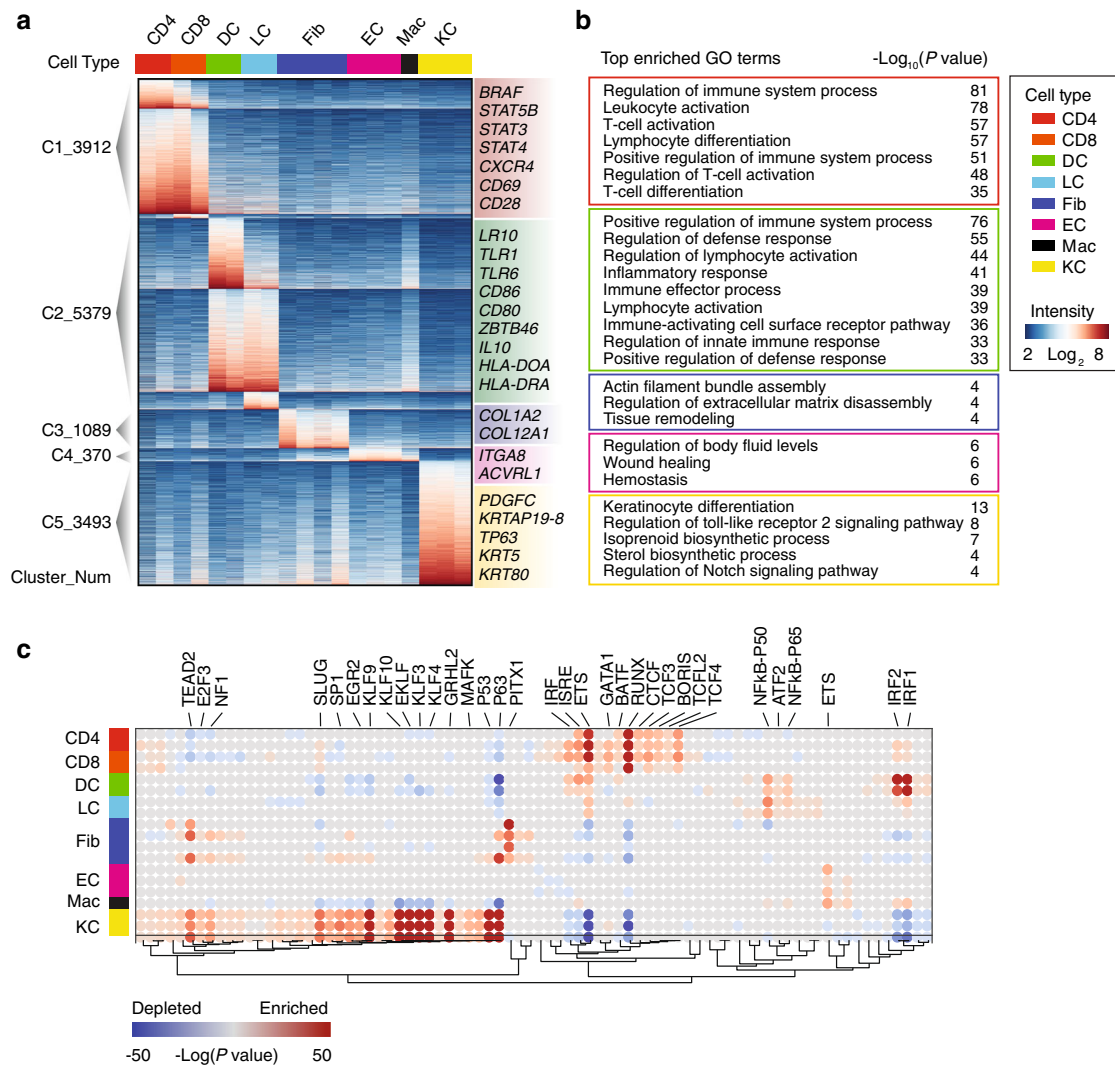 a
CD4 CD8 DC LC Fib EC Mac KC
Cell Type
C1_3912
C2_5379
C3_1089
C4_370
C5_3493
Cluster_Num
BRAF
STAT5B
STAT3
STAT4
CXCR4
CD69
CD28
LR10
TLR1
TLR6
CD86
CD80
ZBTB46
IL10
HLA-DOA
HLA-DRA
COL1A2
COL12A1
ITGA8
ACVRL1
PDGFC
KRTAP19-8
TP63
KRT5
KRT80
b
Top enriched GO terms -Log10(P value)
Regulation of immune system process 81
Leukocyte activation 78
T-cell activation 57
Lymphocyte differentiation 57
Positive regulation of immune system process 51
Regulation of T-cell activation 48
T-cell differentiation 35
Positive regulation of immune system process 76
Regulation of defense response 55
Regulation of lymphocyte activation 44
Inflammatory response 41
Immune effector process 39
Lymphocyte activation 39
Immune-activating cell surface receptor pathway 36
Regulation of innate immune response 33
Positive regulation of defense response 33
Actin filament bundle assembly 4
Regulation of extracellular matrix disassembly 4
Tissue remodeling 4
Regulation of body fluid levels 6
Wound healing 6
Hemostasis 6
Keratinocyte differentiation 13
Regulation of toll-like receptor 2 signaling pathway 8
Isoprenoid biosynthetic process 7
Sterol biosynthetic process 4
Regulation of Notch signaling pathway 4
Cell type
CD4
CD8
DC
LC
Fib
EC
Mac
KC
Intensity
2 Log2 8
c
TEAD2 E2F3 NF1 SLUG SP1 EGR2 KLF9 KLF10 EKLF KLF3 KLF4 GRHL2 MAFK P53 P63 PITX1 IRF ISRE ETS GATA1 BATF RUNX CTCF TCF3 BORIS TCFL2 TCF4 NFkB-P50 ATF2 NFkB-P65 ETS IRF2 IRF1
CD4
CD8
DC
LC
Fib
EC
Mac
KC
Depleted Enriched
-50 -Log(P value) 50